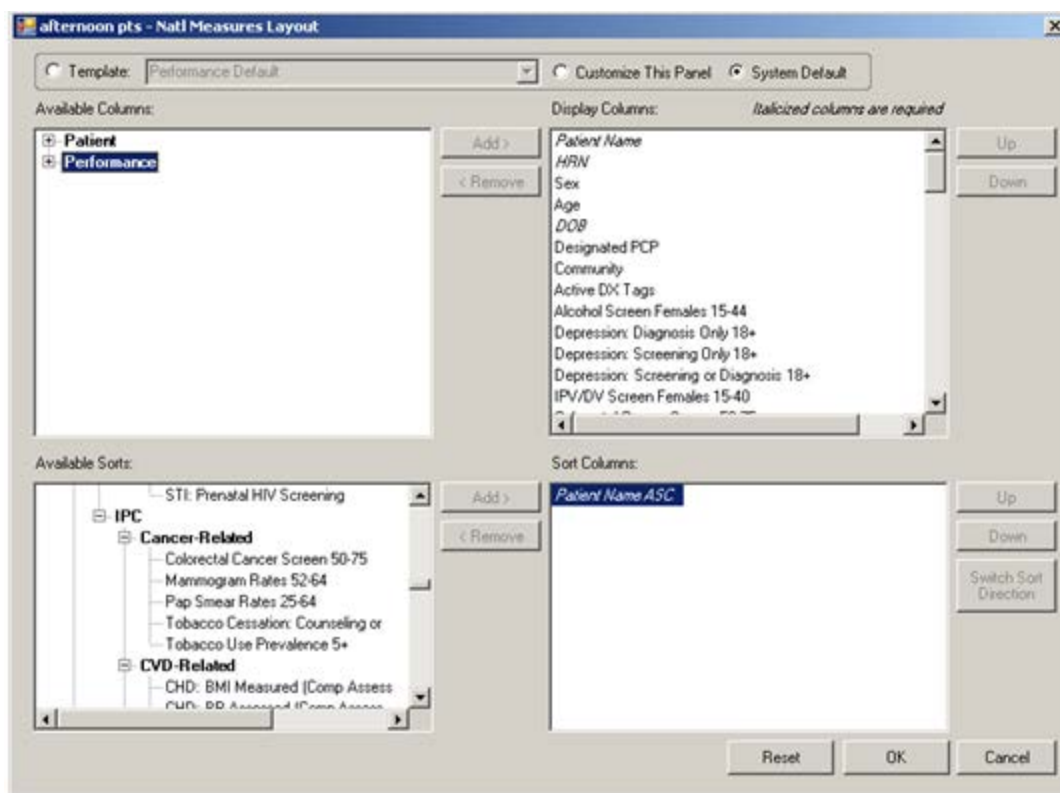 afternoon pts - Natl Measures Layout
Template: Performance Default Customize This Panel System Default
Available Columns:
Patient
Performance
Add >
< Remove
Display Columns: Italicized columns are required
Patient Name
HRN
Sex
Age
DOB
Designated PCP
Community
Active DX Tags
Alcohol Screen Females 15-44
Depression: Diagnosis Only 18+
Depression: Screening Only 18+
Depression: Screening or Diagnosis 18+
IPV/DV Screen Females 15-40
Up
Down
Available Sorts:
STI: Prenatal HIV Screening
IPC
Cancer-Related
Colorectal Cancer Screen 50-75
Mammogram Rates 52-64
Pap Smear Rates 25-64
Tobacco Cessation: Counseling or
Tobacco Use Prevalence 5+
CVD-Related
CHD: BMI Measured (Comp Assess
CHD: BP Assessed (Comp Assess
Add >
< Remove
Sort Columns:
Patient Name ASC
Up
Down
Switch Sort
Direction
Reset OK Cancel